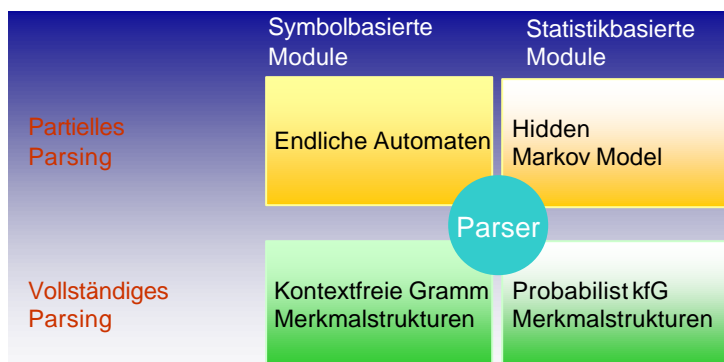 Symbolbasierte
Module
Statistikbasierte
Module
Partielles
Parsing
Endliche Automaten
Hidden
Markov Model
Parser
Vollständiges
Parsing
Kontextfreie Gramm
Merkmalstrukturen
Probabilist kfG
Merkmalstrukturen